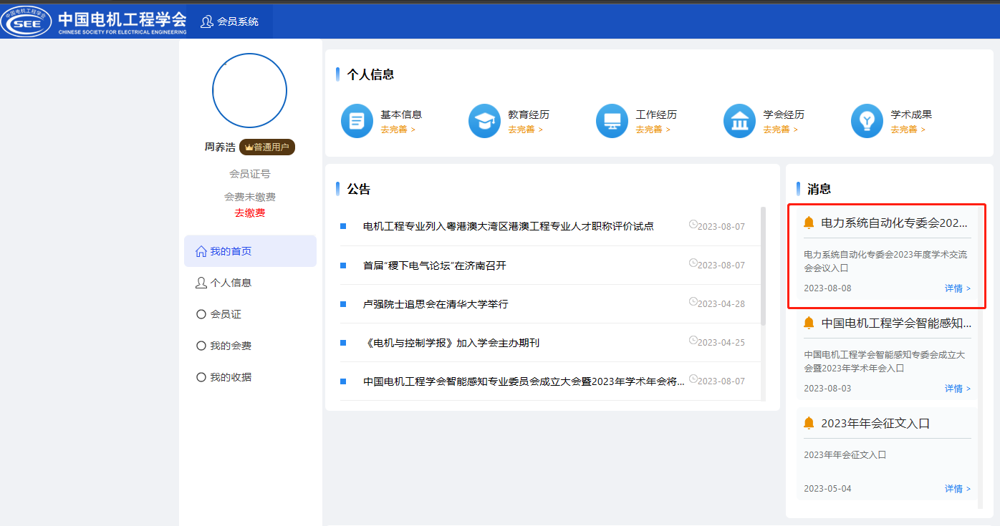 中国电机工程学会
SEE
中国电机工程学会
CHINESE SOCIETY FOR ELECTRICAL ENGINEERING
会员系统
周养浩 普通用户
会员证号
会费未缴费
去缴费
我的首页
个人信息
会员证
我的会费
我的收据
个人信息
基本信息
去完善 >
教育经历
去完善 >
工作经历
去完善 >
学会经历
去完善 >
学术成果
去完善 >
公告
电机工程专业列入粤港澳大湾区港澳工程专业人才职称评价试点 2023-08-07
首届“稷下电气论坛”在济南召开 2023-08-07
卢强院士追思会在清华大学举行 2023-04-28
《电机与控制学报》加入学会主办期刊 2023-04-25
中国电机工程学会智能感知专业委员会成立大会暨2023年学术年会将... 2023-08-07
消息
电力系统自动化专委会202...
电力系统自动化专委会2023年度学术交流
会会议入口
2023-08-08 详情 >
中国电机工程学会智能感知...
中国电机工程学会智能感知专委会成立大
会暨2023年学术年会入口
2023-08-03 详情 >
2023年年会征文入口
2023年年会征文入口
2023-05-04 详情 >